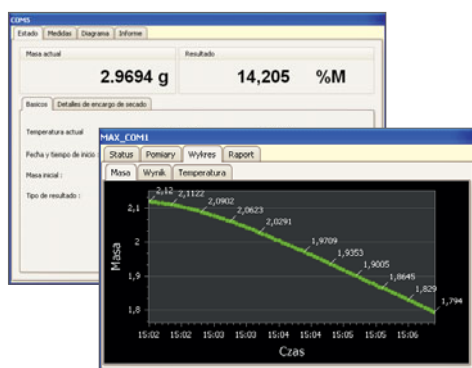 COM5
Estado Medidas Diagrama Informe
Masa actual Resultado
2.9694 g 14,205 %M
Basicos Detalles de encargo de secado
Temperatura actual
Fecha y tiempo de inicio :
Masa inicial :
Tipo de resultado :
MAX_COM1
Status Pomiary Wykres Raport
Masa Wynik Temperatura
2,12
2,1122
2,0902
2,0623
2,0291
1,9709
1,9353
1,9005
1,8645
1,829
1,794
2,1
2
1,9
1,8
Masa
15:02 15:02 15:03 15:03 15:04 15:04 15:05 15:05 15:06
Czas